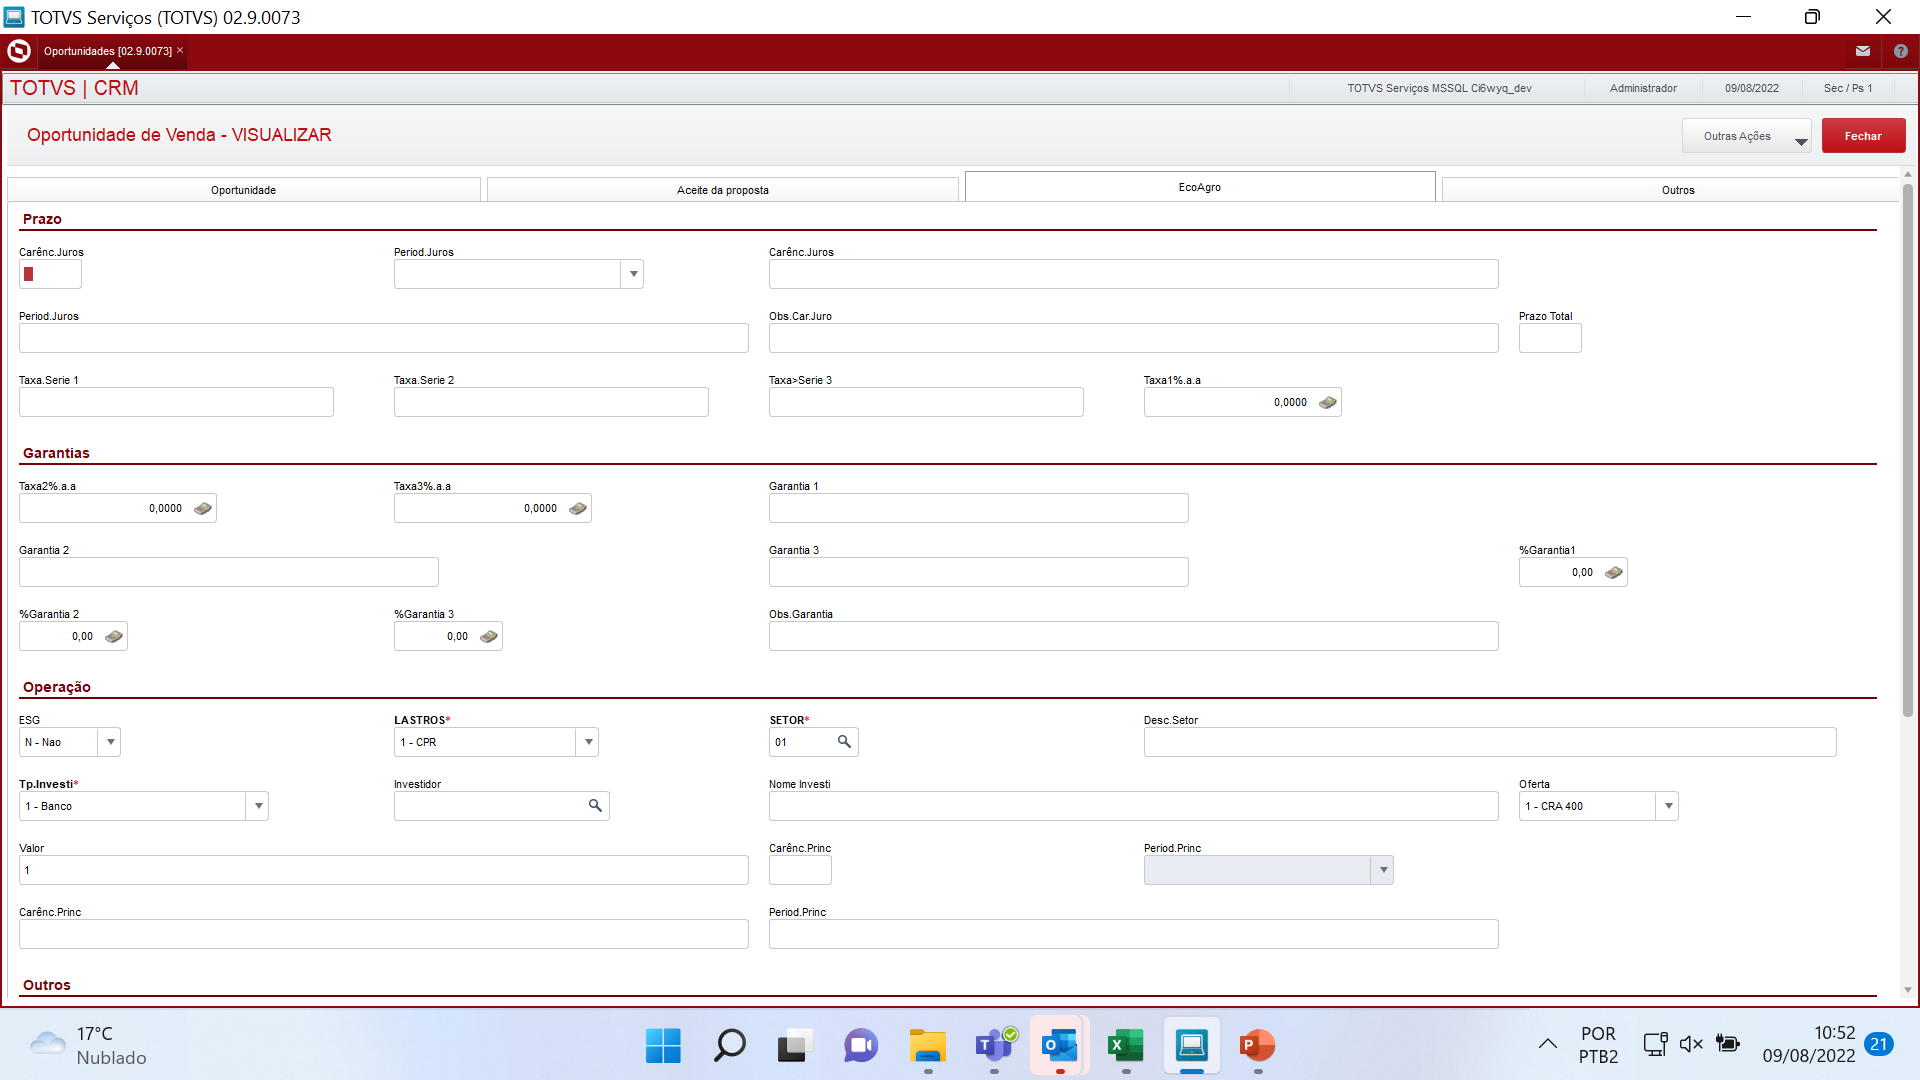 TOTVS Serviços (TOTVS) 02.9.0073
Oportunidades [02.9.0073] ×
TOTVS | CRM
TOTVS Serviços MSSQL Ci6wyq_dev
Administrador
09/08/2022
Sec / Ps 1
Oportunidade de Venda - VISUALIZAR
Outras Ações
Fechar
Oportunidade
Aceite da proposta
EcoAgro
Outros
Prazo
Carênc.Juros
Period.Juros
Carênc.Juros
Period.Juros
Obs.Car.Juro
Prazo Total
Taxa.Serie 1
Taxa.Serie 2
Taxa>Serie 3
Taxa1%.a.a
0,0000
Garantias
Taxa2%.a.a
Taxa3%.a.a
Garantia 1
0,0000
0,0000
Garantia 2
Garantia 3
%Garantia1
0,00
%Garantia 2
%Garantia 3
Obs.Garantia
0,00
0,00
Operação
ESG
LASTROS*
SETOR*
Desc.Setor
N - Nao
1 - CPR
01
Tp.Investi*
Investidor
Nome Investi
Oferta
1 - Banco
1 - CRA 400
Valor
Carênc.Princ
Period.Princ
1
Carênc.Princ
Period.Princ
Outros
17°C
Nublado
POR
PTB2
10:52
09/08/2022
21